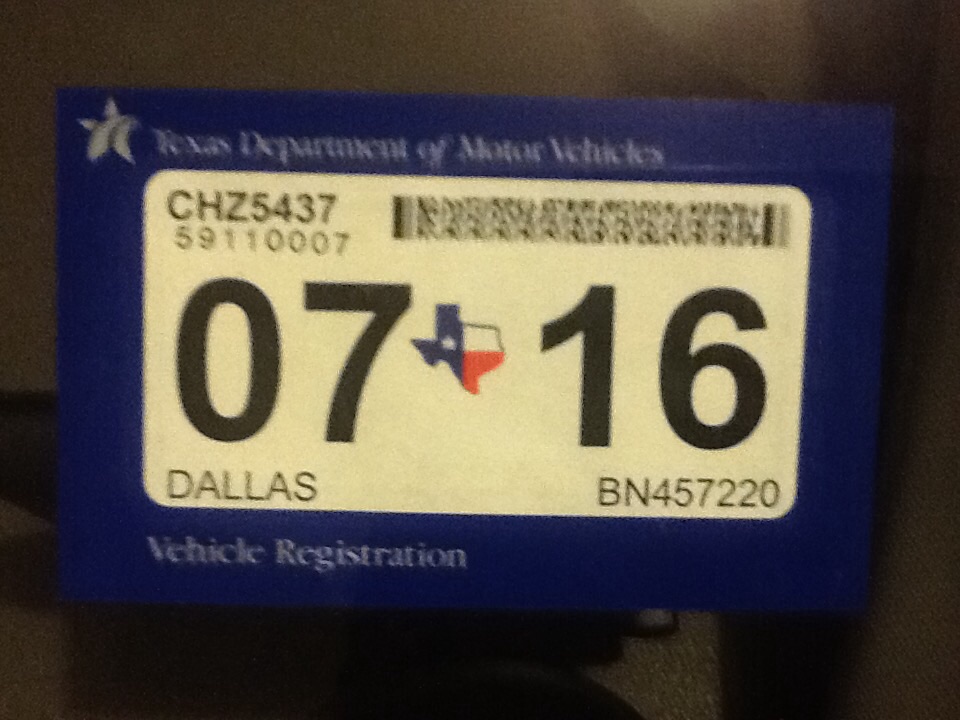 Texas Department of Motor Vehicles
CHZ5437
59110007
07 16
DALLAS BN457220
Vehicle Registration